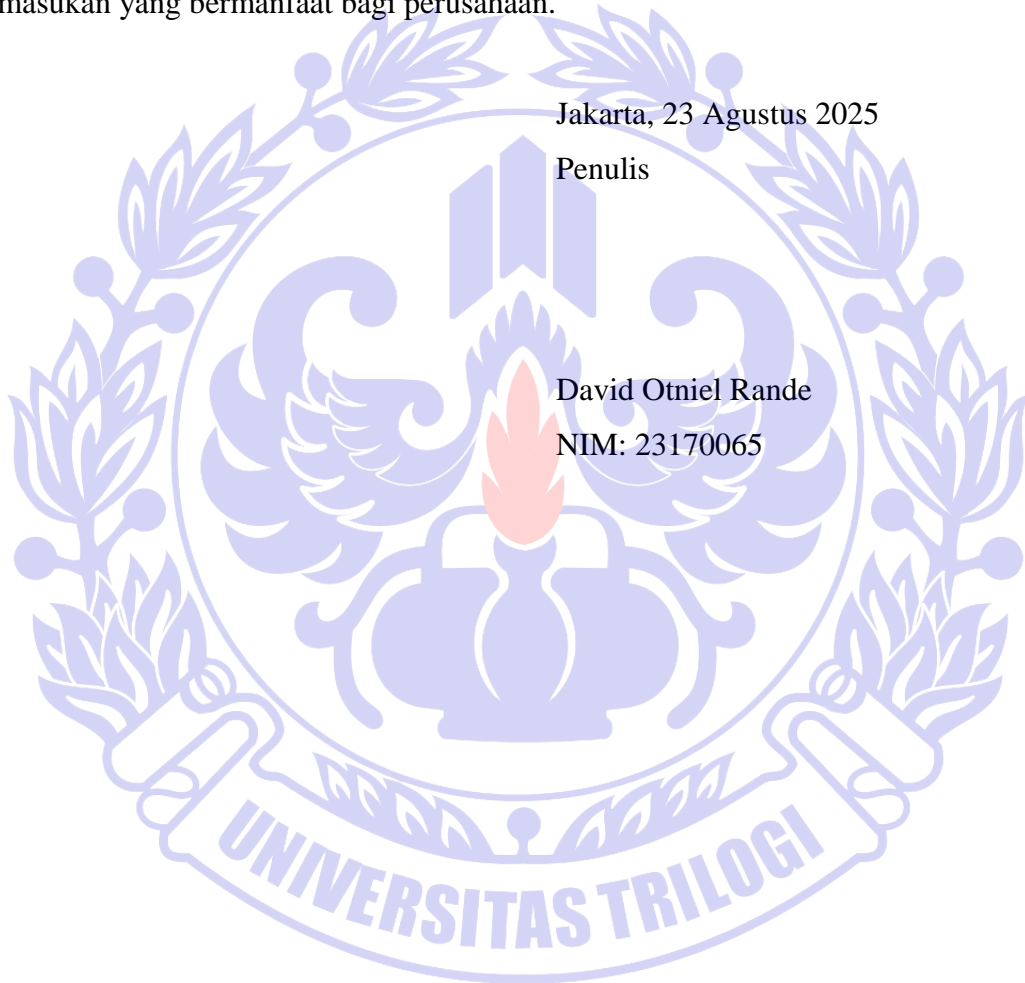 masukan yang bermanfaat bagi perusahaan.
Jakarta, 23 Agustus 2025
Penulis
David Otniel Rande
NIM: 23170065
UNIVERSITAS TRILOGI